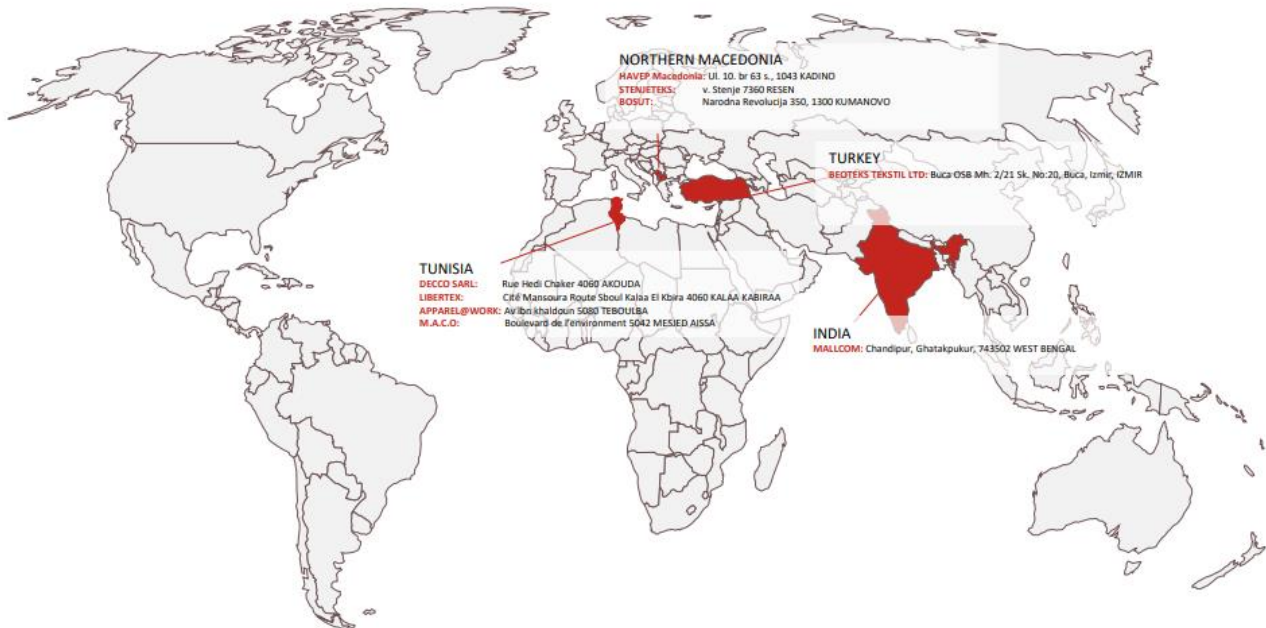 NORTHERN MACEDONIA
HAVEP Macedonia: Ul. 10. br 63 s., 1043 KADINO
STENJETEKS: v. Stenje 7360 RESEN
BOSUT: Narodna Revolucija 350, 1300 KUMANOVO
TURKEY
BEOTEKS TEKSTIL LTD: Buca OSB Mh. 2/21 Sk. No:20, Buca, Izmir, IZMIR
TUNISIA
DECCO SARL: Rue Hedi Chaker 4060 AKOUDA
LIBERTEX: Cité Mansoura Route Sboul Kalaa El Kbira 4060 KALAA KABIRAA
APPAREL@WORK: Av Ibn khaldoun 5080 TEBOULBA
M.A.C.O: Boulevard de l'environment 5042 MESJED AISSA
INDIA
MALLCOM: Chandipur, Ghatakpukur, 743502 WEST BENGAL